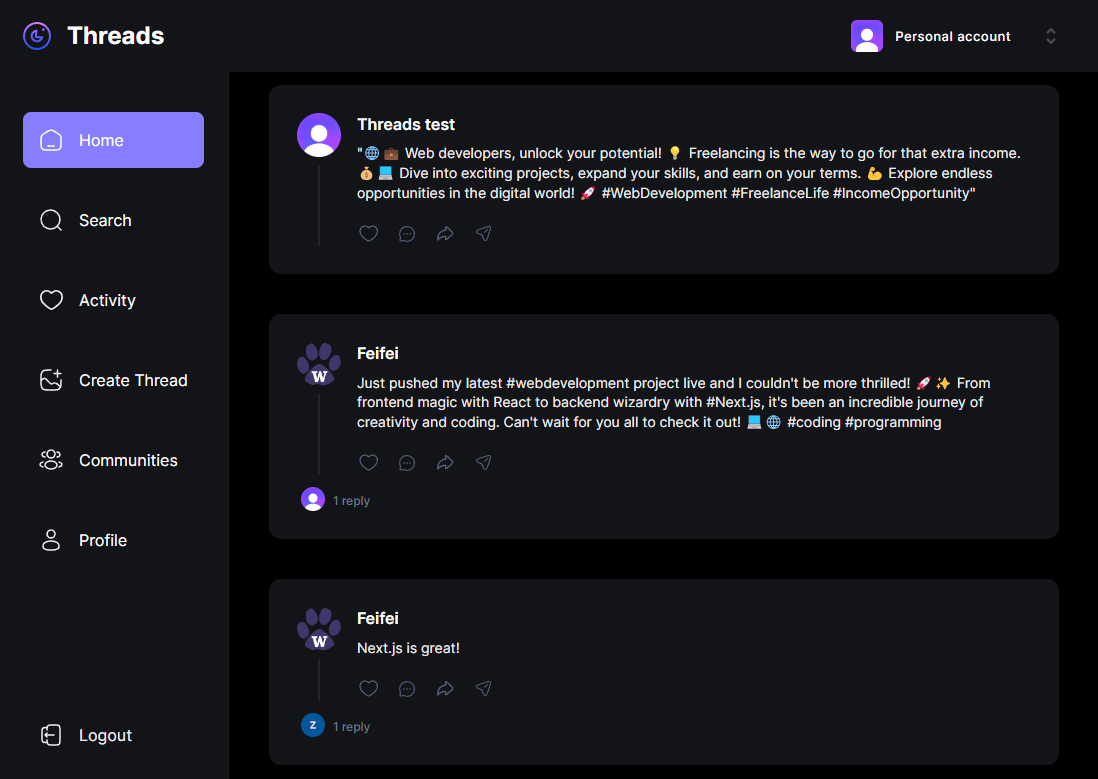 Threads
Personal account
Home
Search
Activity
Create Thread
Communities
Profile
Logout
Threads test
"🌐 💼 Web developers, unlock your potential! 💡 Freelancing is the way to go for that extra income.
💰 💻 Dive into exciting projects, expand your skills, and earn on your terms. 💪 Explore endless
opportunities in the digital world! 🚀 #WebDevelopment #FreelanceLife #IncomeOpportunity"
W
Feifei
Just pushed my latest #webdevelopment project live and I couldn't be more thrilled! 🚀 ✨ From
frontend magic with React to backend wizardry with #Next.js, it's been an incredible journey of
creativity and coding. Can't wait for you all to check it out! 💻 🌐 #coding #programming
1 reply
W
Feifei
Next.js is great!
Z
1 reply